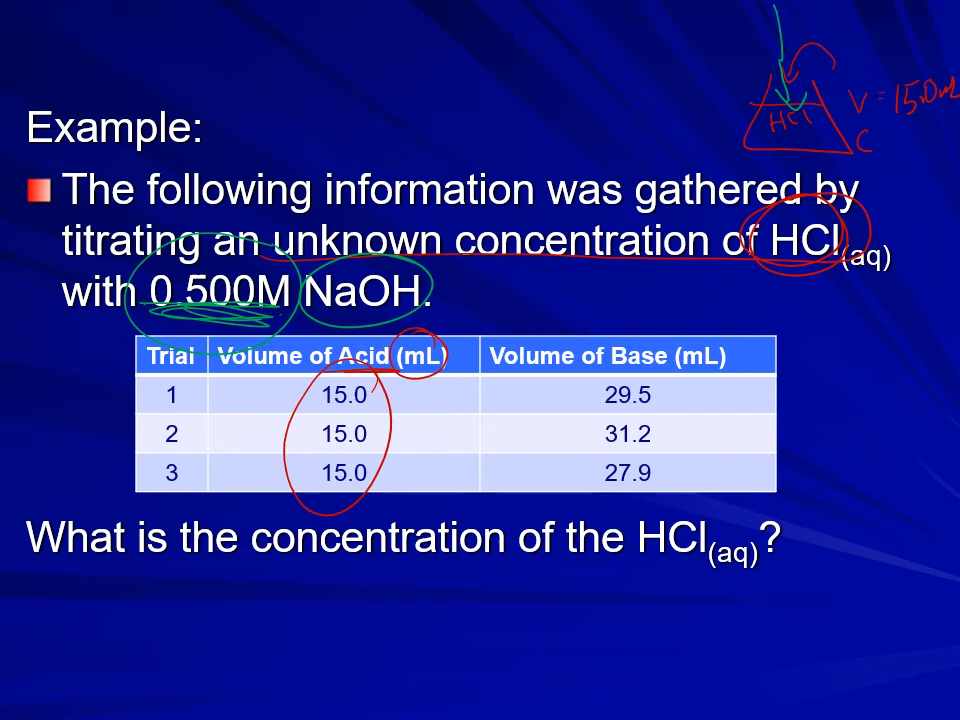 HCl
V = 15.0mL
C
Example:
The following information was gathered by
titrating an unknown concentration of HCl(aq)
with 0.500M NaOH.
Trial Volume of Acid (mL) Volume of Base (mL)
1 15.0 29.5
2 15.0 31.2
3 15.0 27.9
What is the concentration of the HCl(aq)?